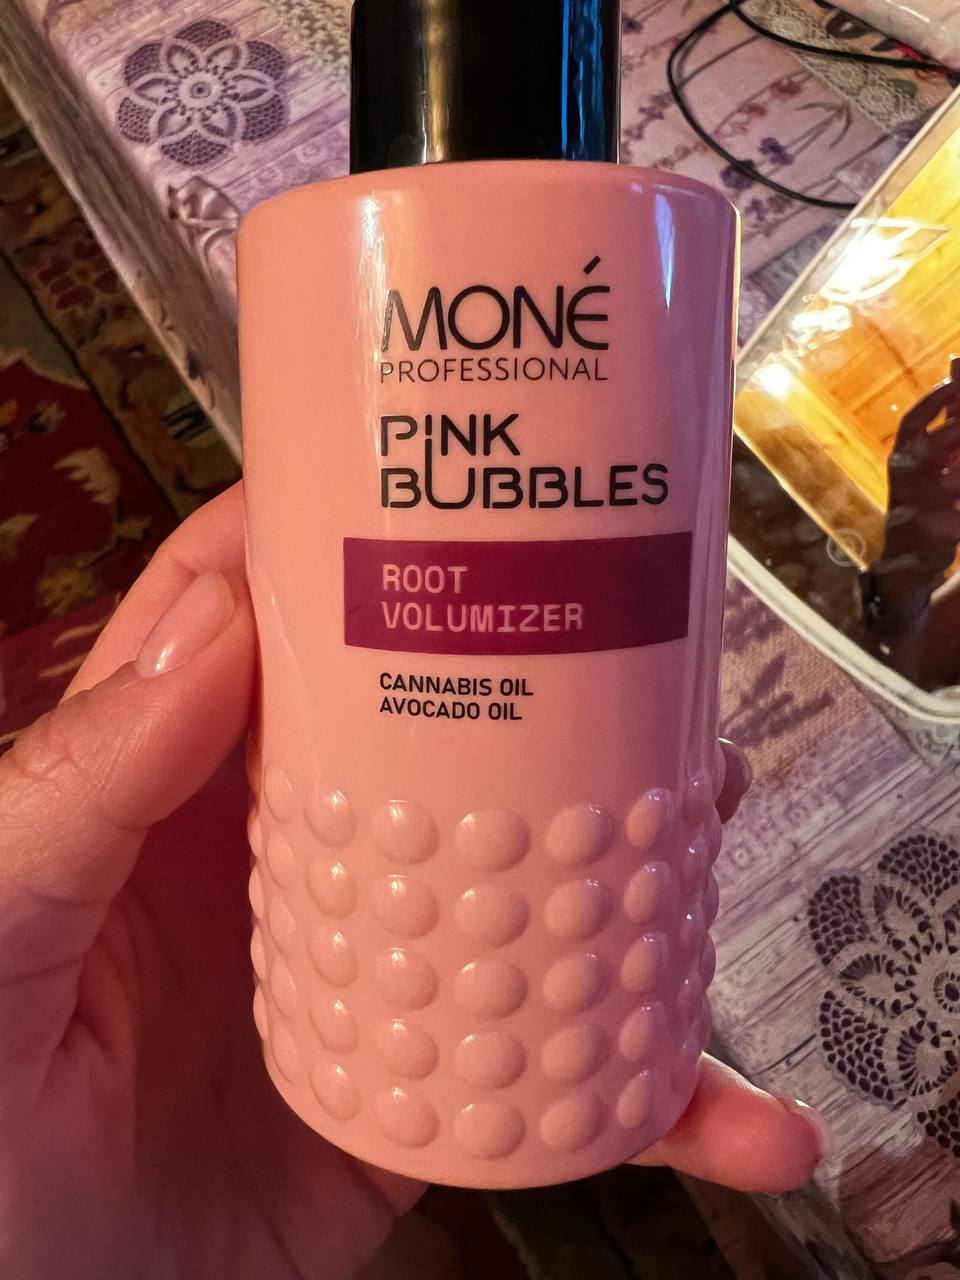 MONÉ
PROFESSIONAL
PINK
BUBBLES
ROOT
VOLUMIZER
CANNABIS OIL
AVOCADO OIL